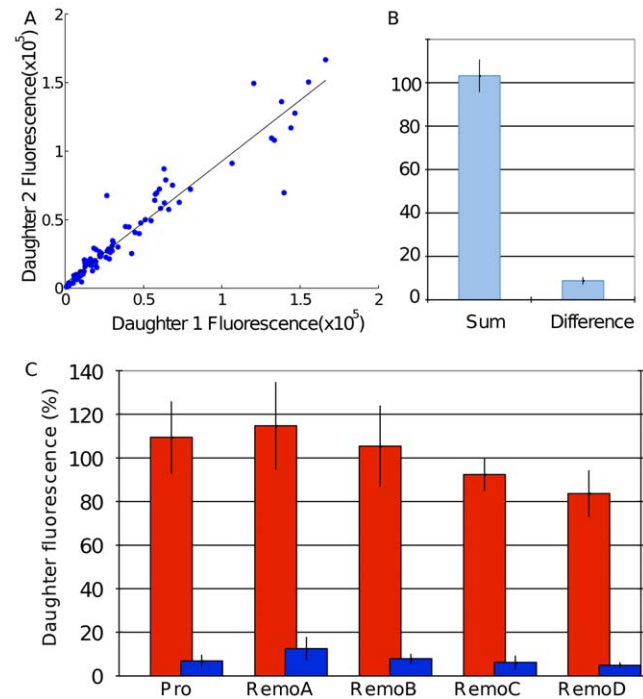 A
Daughter 2 Fluorescence(x10⁵)
2
1.5
1
0.5
0
0 0.5 1 1.5 2
Daughter 1 Fluorescence(x10⁵)
B
100
80
60
40
20
0
Sum Difference
C
Daughter fluorescence (%)
140
120
100
80
60
40
20
0
Pro RemoA RemoB RemoC RemoD